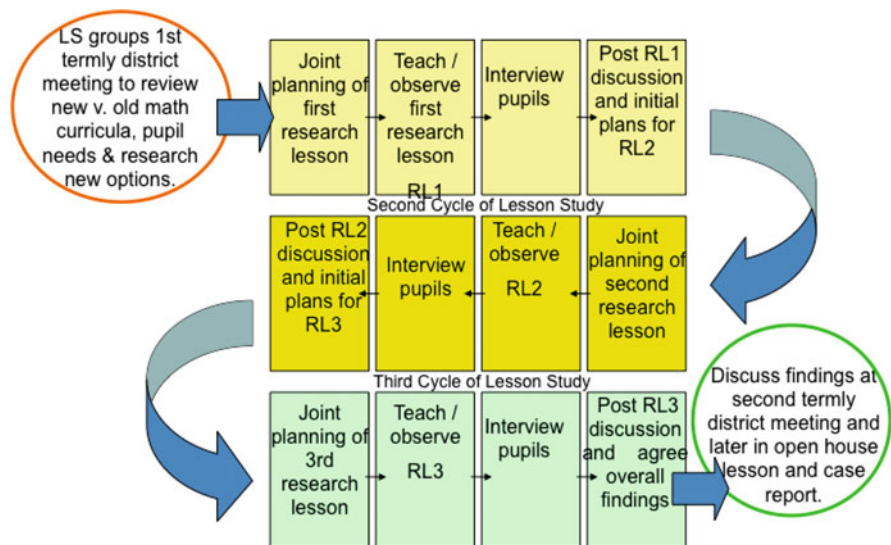 LS groups 1st
termly district
meeting to review
new v. old math
curricula, pupil
needs & research
new options.
Joint
planning of
first
research
lesson
Teach /
observe
first
research
lesson
RL1
Interview
pupils
Post RL1
discussion
and initial
plans for
RL2
Second Cycle of Lesson Study
Post RL2
discussion
and initial
plans for
RL3
Interview
pupils
Teach /
observe
RL2
Joint
planning of
second
research
lesson
Third Cycle of Lesson Study
Joint
planning of
3rd
research
lesson
Teach /
observe
RL3
Interview
pupils
Post RL3
discussion
and agree
overall
findings
Discuss findings at
second termly
district meeting and
later in open house
lesson and case
report.